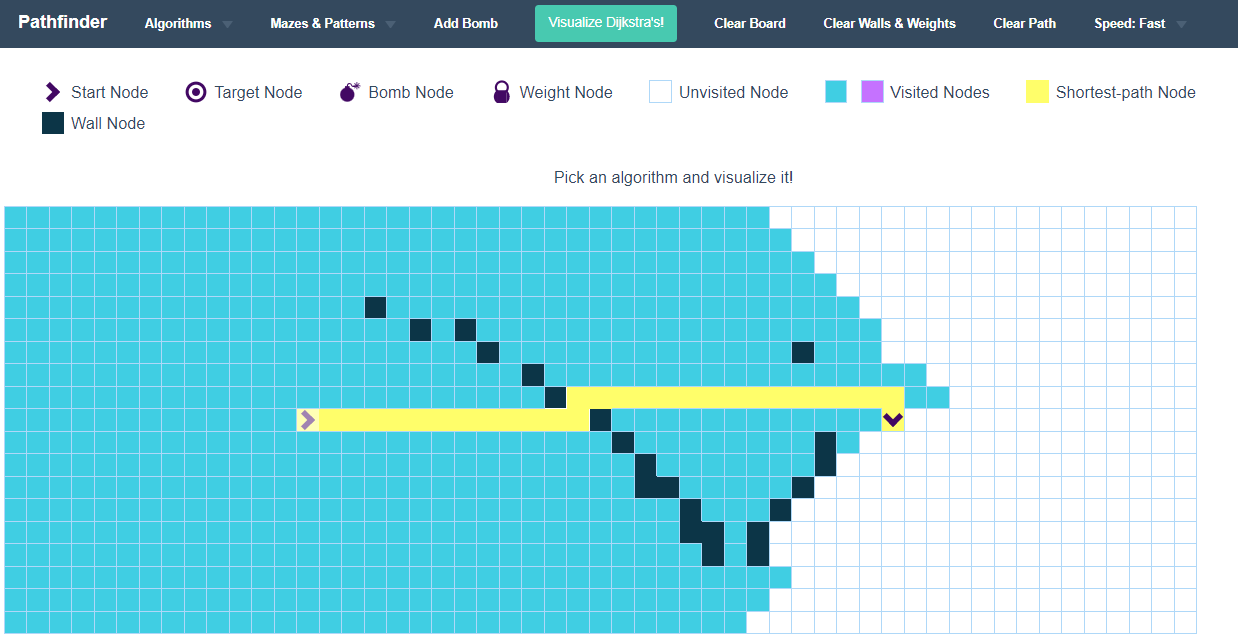 Pathfinder Algorithms Mazes & Patterns Add Bomb Visualize Dijkstra's! Clear Board Clear Walls & Weights Clear Path Speed: Fast
Start Node Target Node Bomb Node Weight Node Unvisited Node Visited Nodes Shortest-path Node
Wall Node
Pick an algorithm and visualize it!